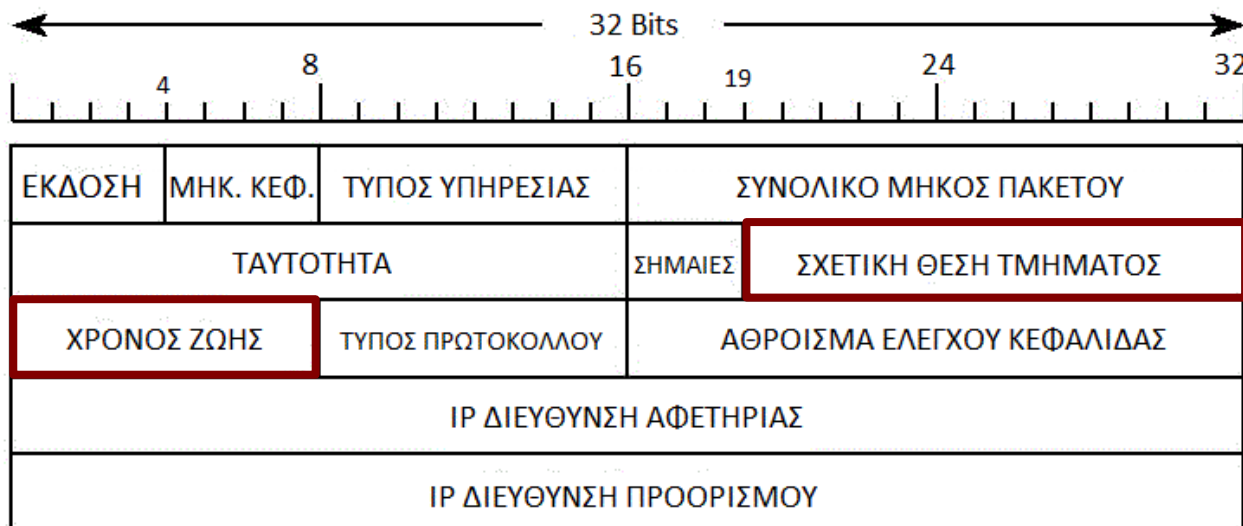 32 Bits
4 8 16 19 24 32
ΕΚΔΟΣΗ ΜΗΚ. ΚΕΦ. ΤΥΠΟΣ ΥΠΗΡΕΣΙΑΣ ΣΥΝΟΛΙΚΟ ΜΗΚΟΣ ΠΑΚΕΤΟΥ
ΤΑΥΤΟΤΗΤΑ ΣΗΜΑΙΕΣ ΣΧΕΤΙΚΗ ΘΕΣΗ ΤΜΗΜΑΤΟΣ
ΧΡΟΝΟΣ ΖΩΗΣ ΤΥΠΟΣ ΠΡΩΤΟΚΟΛΛΟΥ ΑΘΡΟΙΣΜΑ ΕΛΕΓΧΟΥ ΚΕΦΑΛΙΔΑΣ
IP ΔΙΕΥΘΥΝΣΗ ΑΦΕΤΗΡΙΑΣ
IP ΔΙΕΥΘΥΝΣΗ ΠΡΟΟΡΙΣΜΟΥ